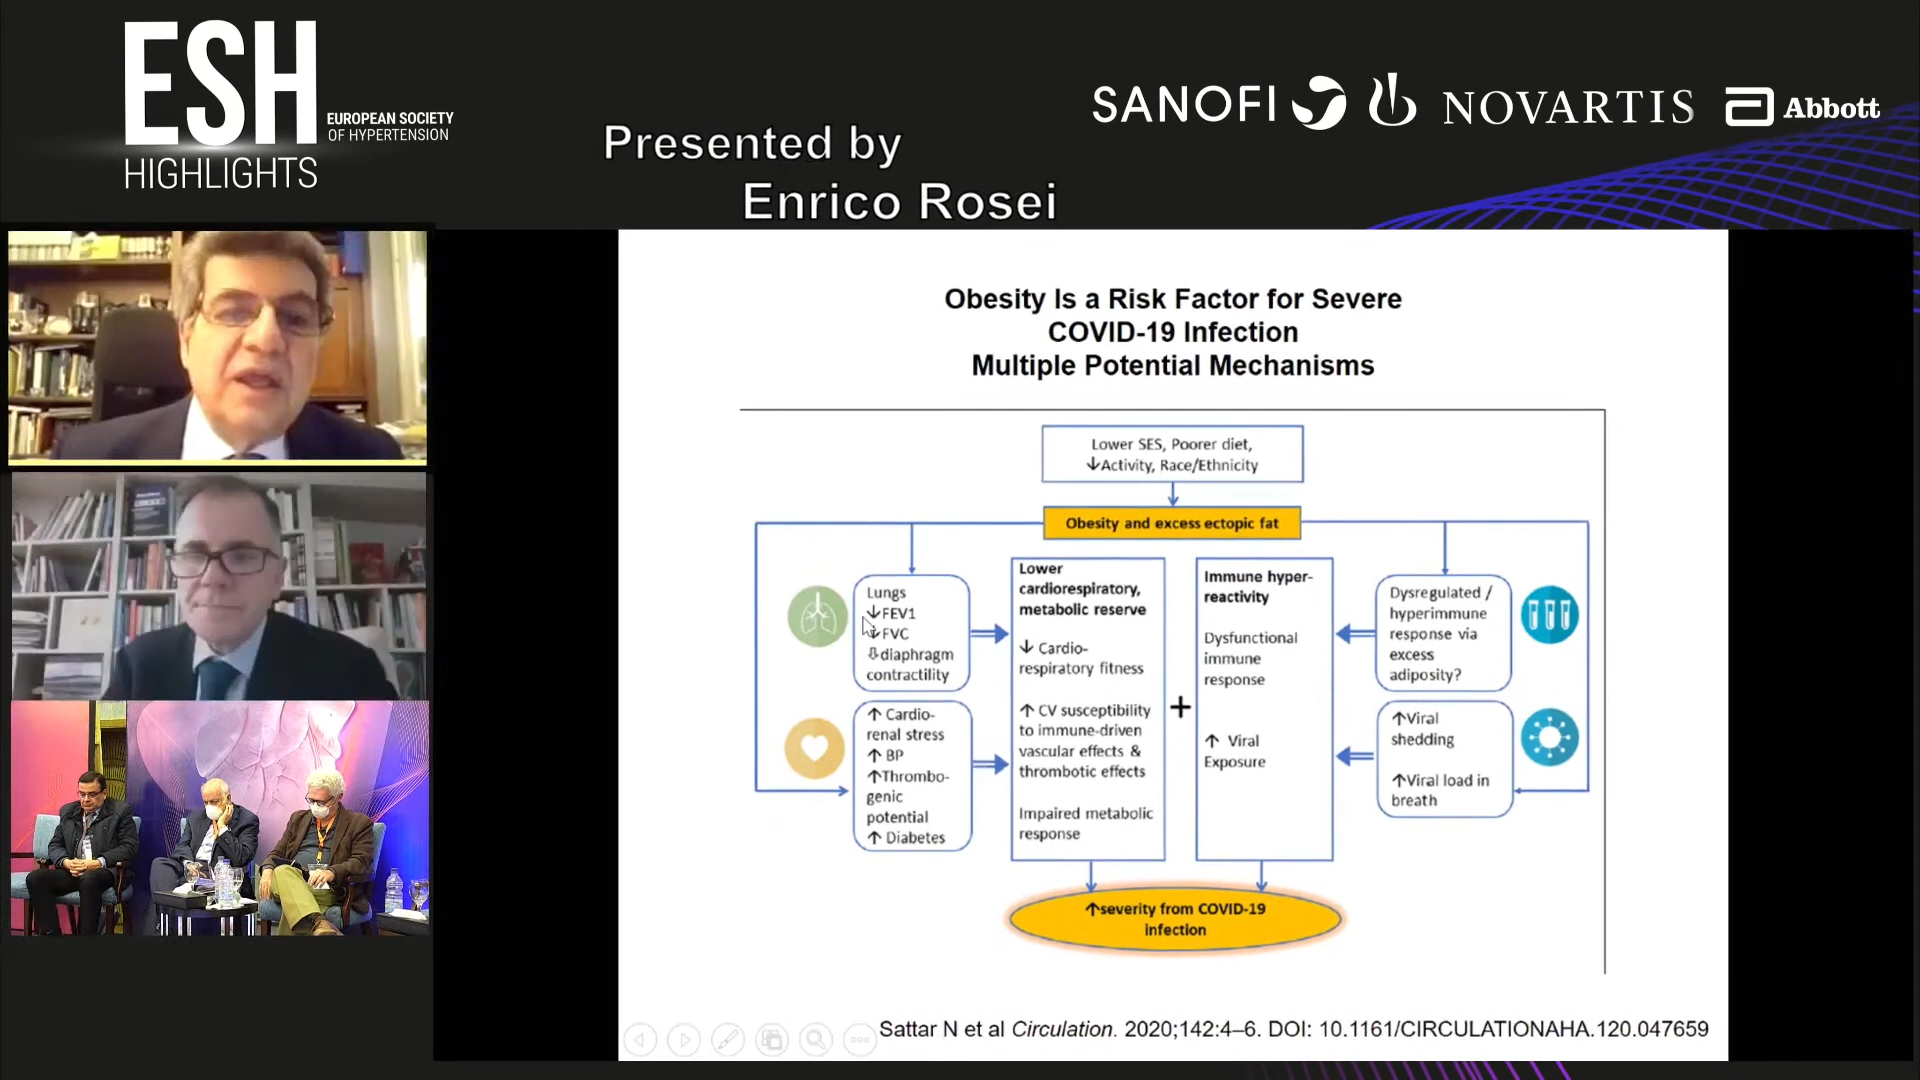 ESH
EUROPEAN SOCIETY
OF HYPERTENSION
HIGHLIGHTS
Presented by
Enrico Rosei
SANOFI
NOVARTIS
Abbott
Obesity Is a Risk Factor for Severe
COVID-19 Infection
Multiple Potential Mechanisms
Lower SES, Poorer diet,
↓Activity, Race/Ethnicity
Obesity and excess ectopic fat
Lungs
↓FEV1
↓FVC
⇩diaphragm
contractility
↑ Cardio-
renal stress
↑ BP
↑Thrombo-
genic
potential
↑ Diabetes
Lower
cardiorespiratory,
metabolic reserve
↓ Cardio-
respiratory fitness
↑ CV susceptibility
to immune-driven
vascular effects &
thrombotic effects
Impaired metabolic
response
+
Immune hyper-
reactivity
Dysfunctional
immune
response
↑ Viral
Exposure
Dysregulated /
hyperimmune
response via
excess
adiposity?
↑Viral
shedding
↑Viral load in
breath
↑severity from COVID-19
infection
Sattar N et al Circulation. 2020;142:4–6. DOI: 10.1161/CIRCULATIONAHA.120.047659